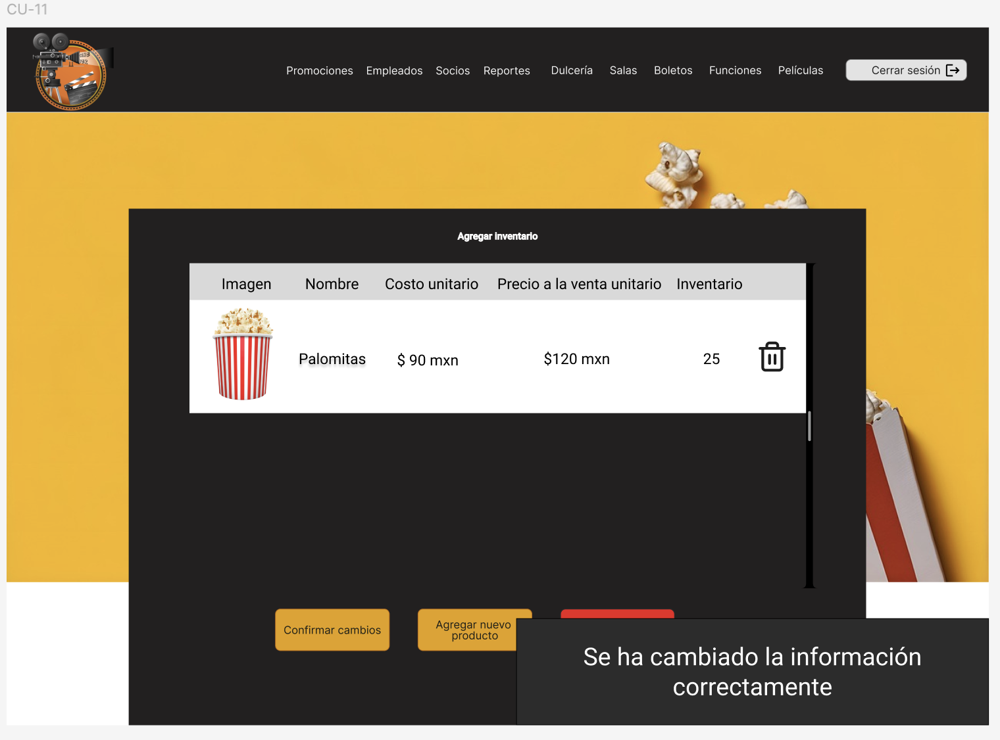 CU-11
Promociones Empleados Socios Reportes Dulcería Salas Boletos Funciones Películas Cerrar sesión
Agregar inventario
Imagen Nombre Costo unitario Precio a la venta unitario Inventario
Palomitas $ 90 mxn $120 mxn 25
Confirmar cambios
Agregar nuevo
producto
Se ha cambiado la información
correctamente